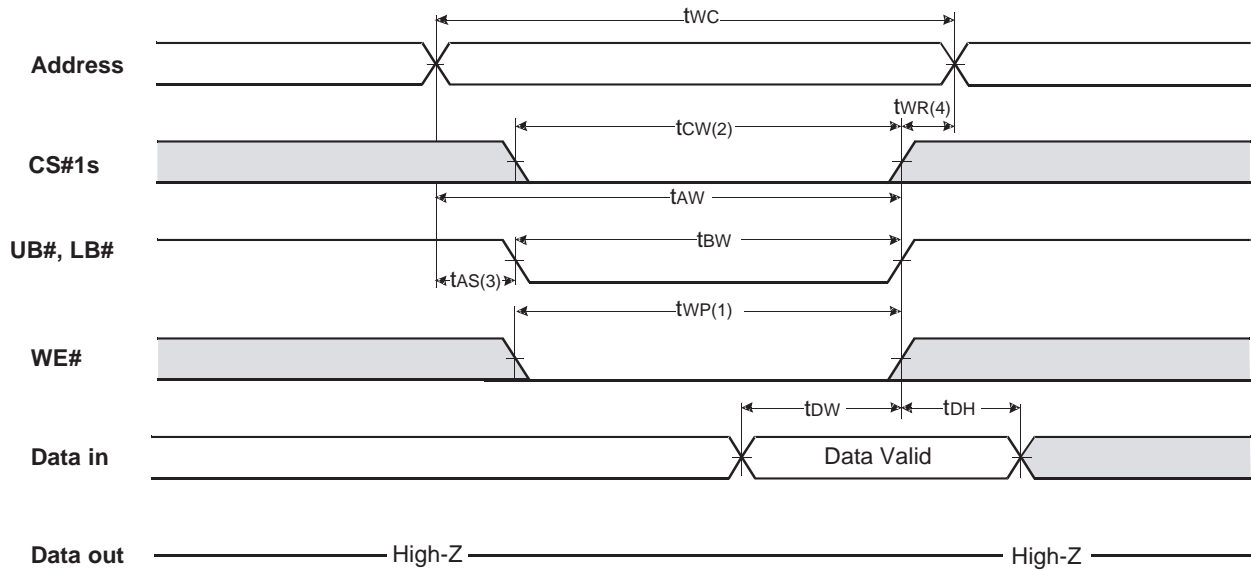 tWC
Address
tWR(4)
tCW(2)
CS#1s
tAW
UB#, LB#
tBW
tAS(3)
tWP(1)
WE#
tDW
tDH
Data in
Data Valid
Data out
High-Z
High-Z